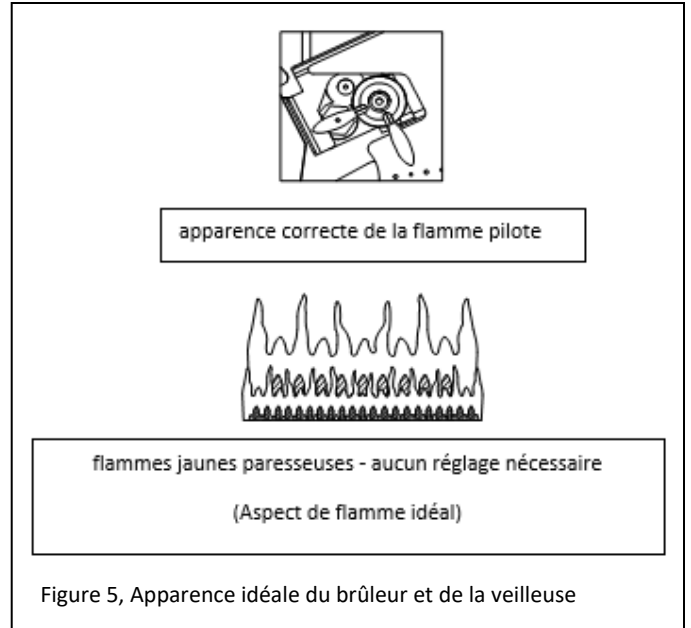 apparence correcte de la flamme pilote
flammes jaunes paresseuses - aucun réglage nécessaire
(Aspect de flamme idéal)
Figure 5, Apparence idéale du brûleur et de la veilleuse